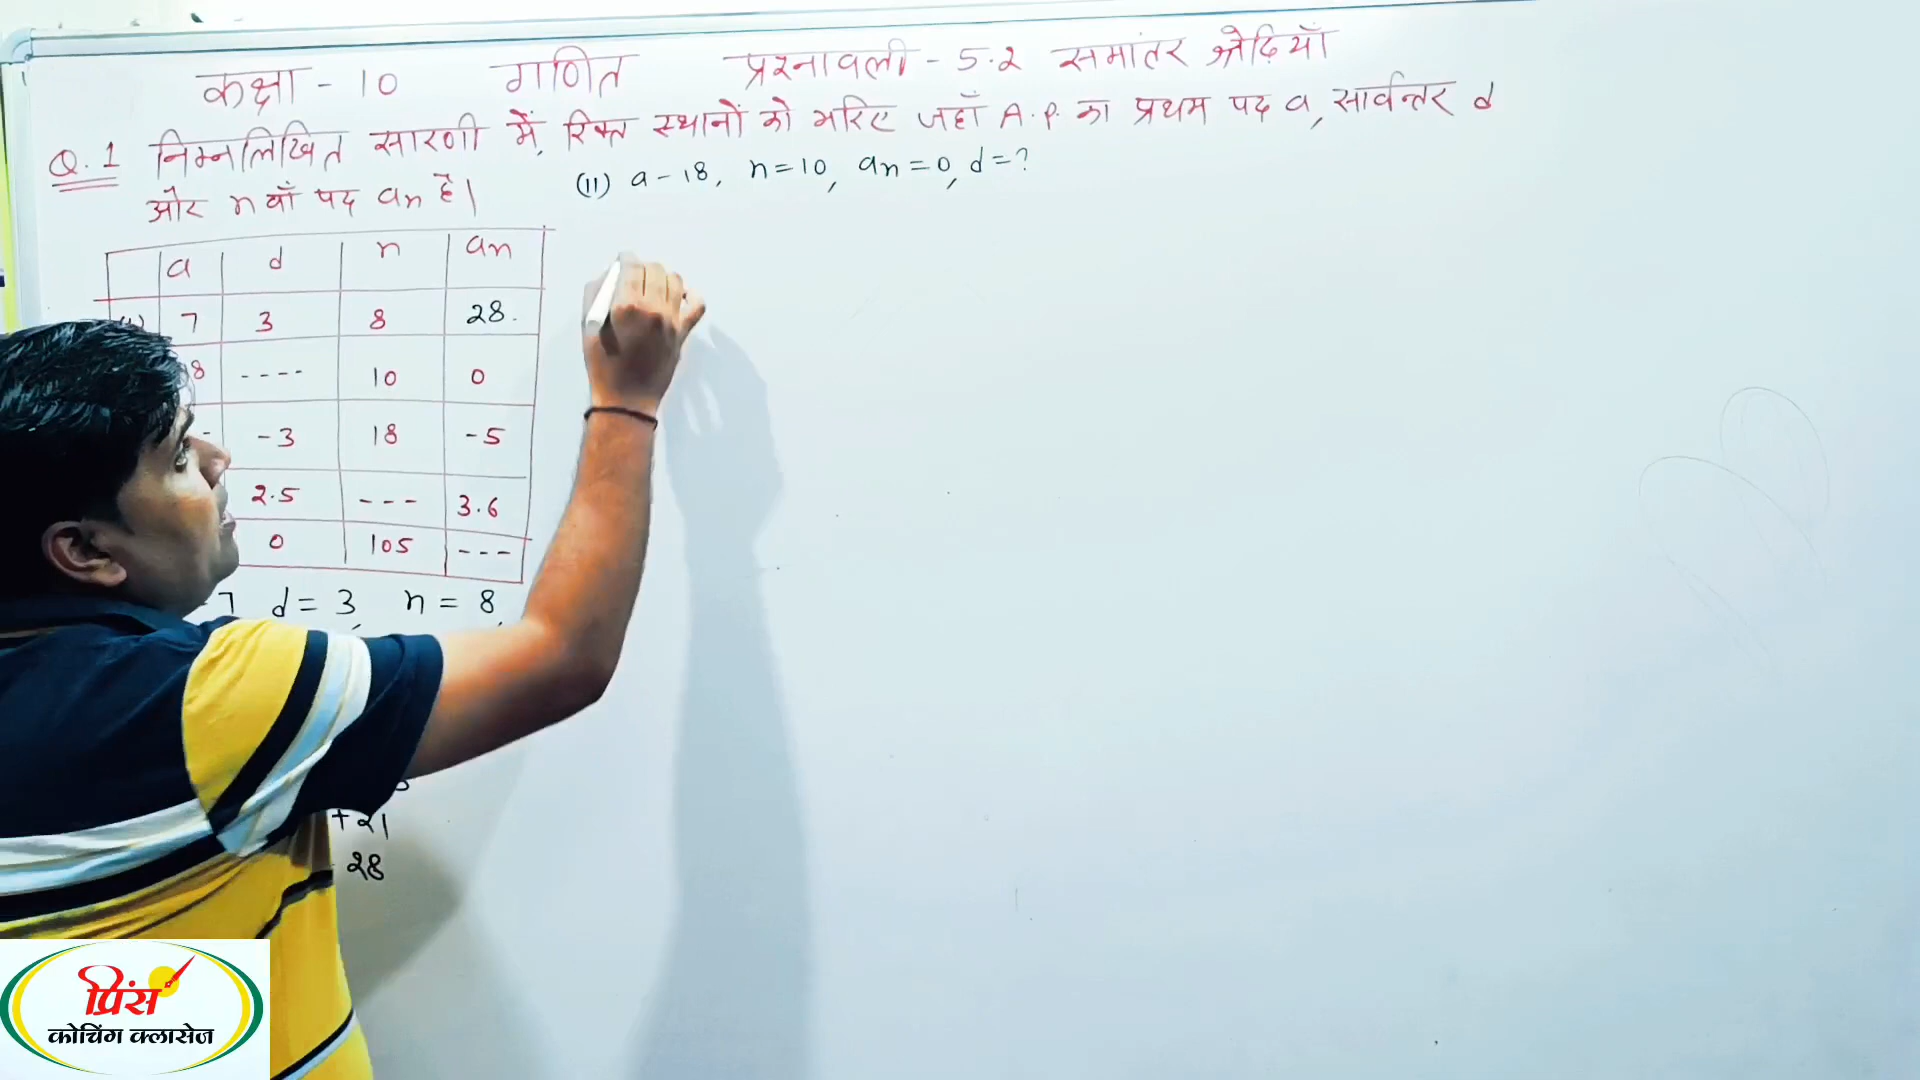 कक्षा - 10 गणित प्रश्नावली - 5.2 समांतर श्रेढ़ियाँ
Q.1 निम्नलिखित सारणी में, रिक्त स्थानों को भरिए जहाँ A.P. का प्रथम पद a, सार्वन्तर d
और n वाँ पद an है।
(11) a - 18, n = 10, an = 0, d = ?
a d n an
7 3 8 28.
8 ---- 10 0
- -3 18 -5
2.5 --- 3.6
0 105 ---
7 d = 3, n = 8,
+ 21
28
प्रिंस
कोचिंग क्लासेज